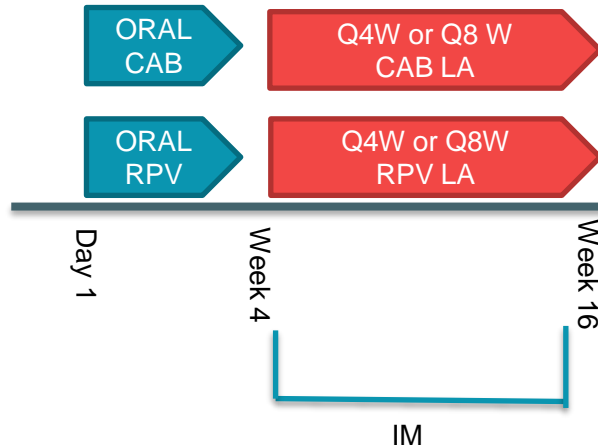 ORAL
CAB
Q4W or Q8 W
CAB LA
ORAL
RPV
Q4W or Q8W
RPV LA
Day 1
Week 4
Week 16
IM